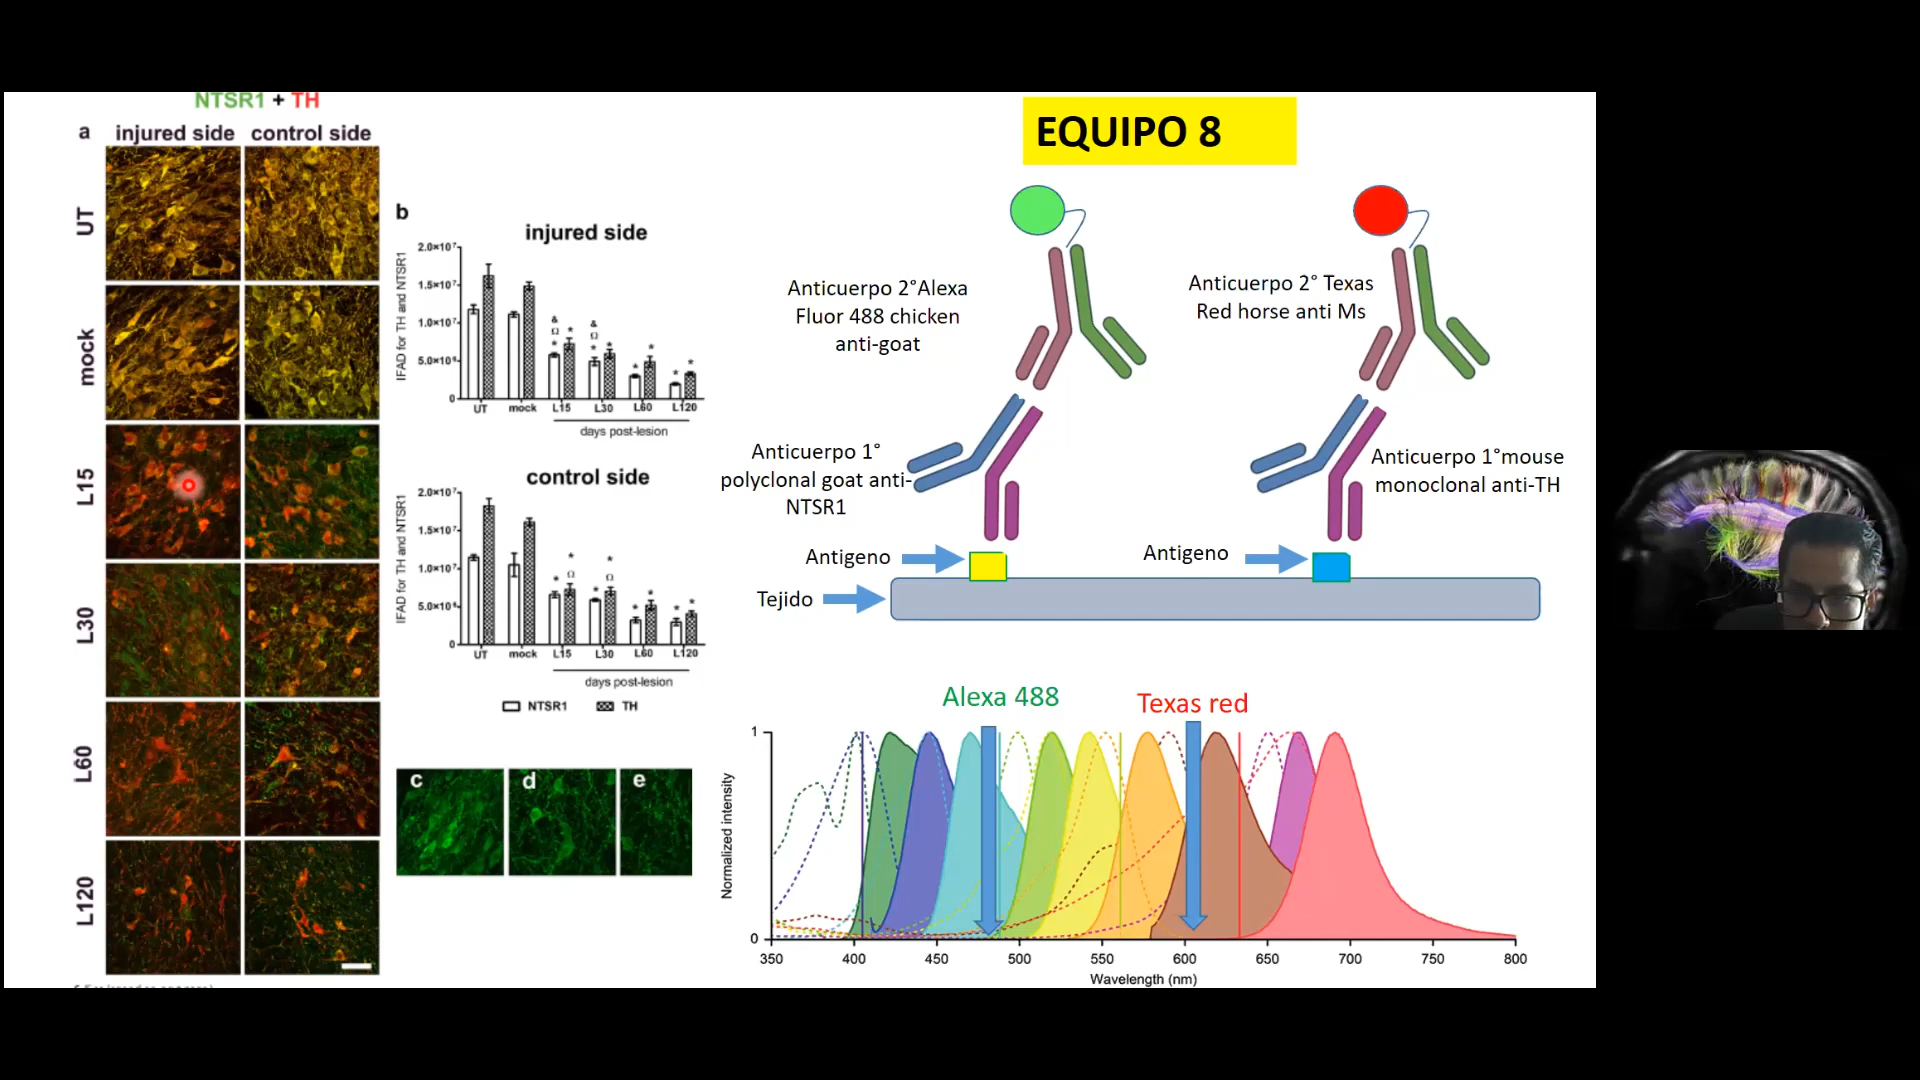 NTSR1 + TH
a
injured side
control side
UT
mock
L15
L30
L60
L120
b
injured side
IFAD for TH and NTSR1
2.0×10⁷
1.5×10⁷
1.0×10⁷
5.0×10⁶
0
&
Ω
*
*
&
Ω
*
*
*
*
*
*
UT
mock
L15
L30
L60
L120
days post-lesion
control side
IFAD for TH and NTSR1
2.0×10⁷
1.5×10⁷
1.0×10⁷
5.0×10⁶
0
*
*
Ω
*
*
Ω
*
*
*
*
UT
mock
L15
L30
L60
L120
days post-lesion
NTSR1
TH
c
d
e
EQUIPO 8
Anticuerpo 2°Alexa
Fluor 488 chicken
anti-goat
Anticuerpo 2° Texas
Red horse anti Ms
Anticuerpo 1°
polyclonal goat anti-
NTSR1
Anticuerpo 1°mouse
monoclonal anti-TH
Antigeno
Antigeno
Tejido
Alexa 488
Texas red
Normalized intensity
1
0
350
400
450
500
550
600
650
700
750
800
Wavelength (nm)